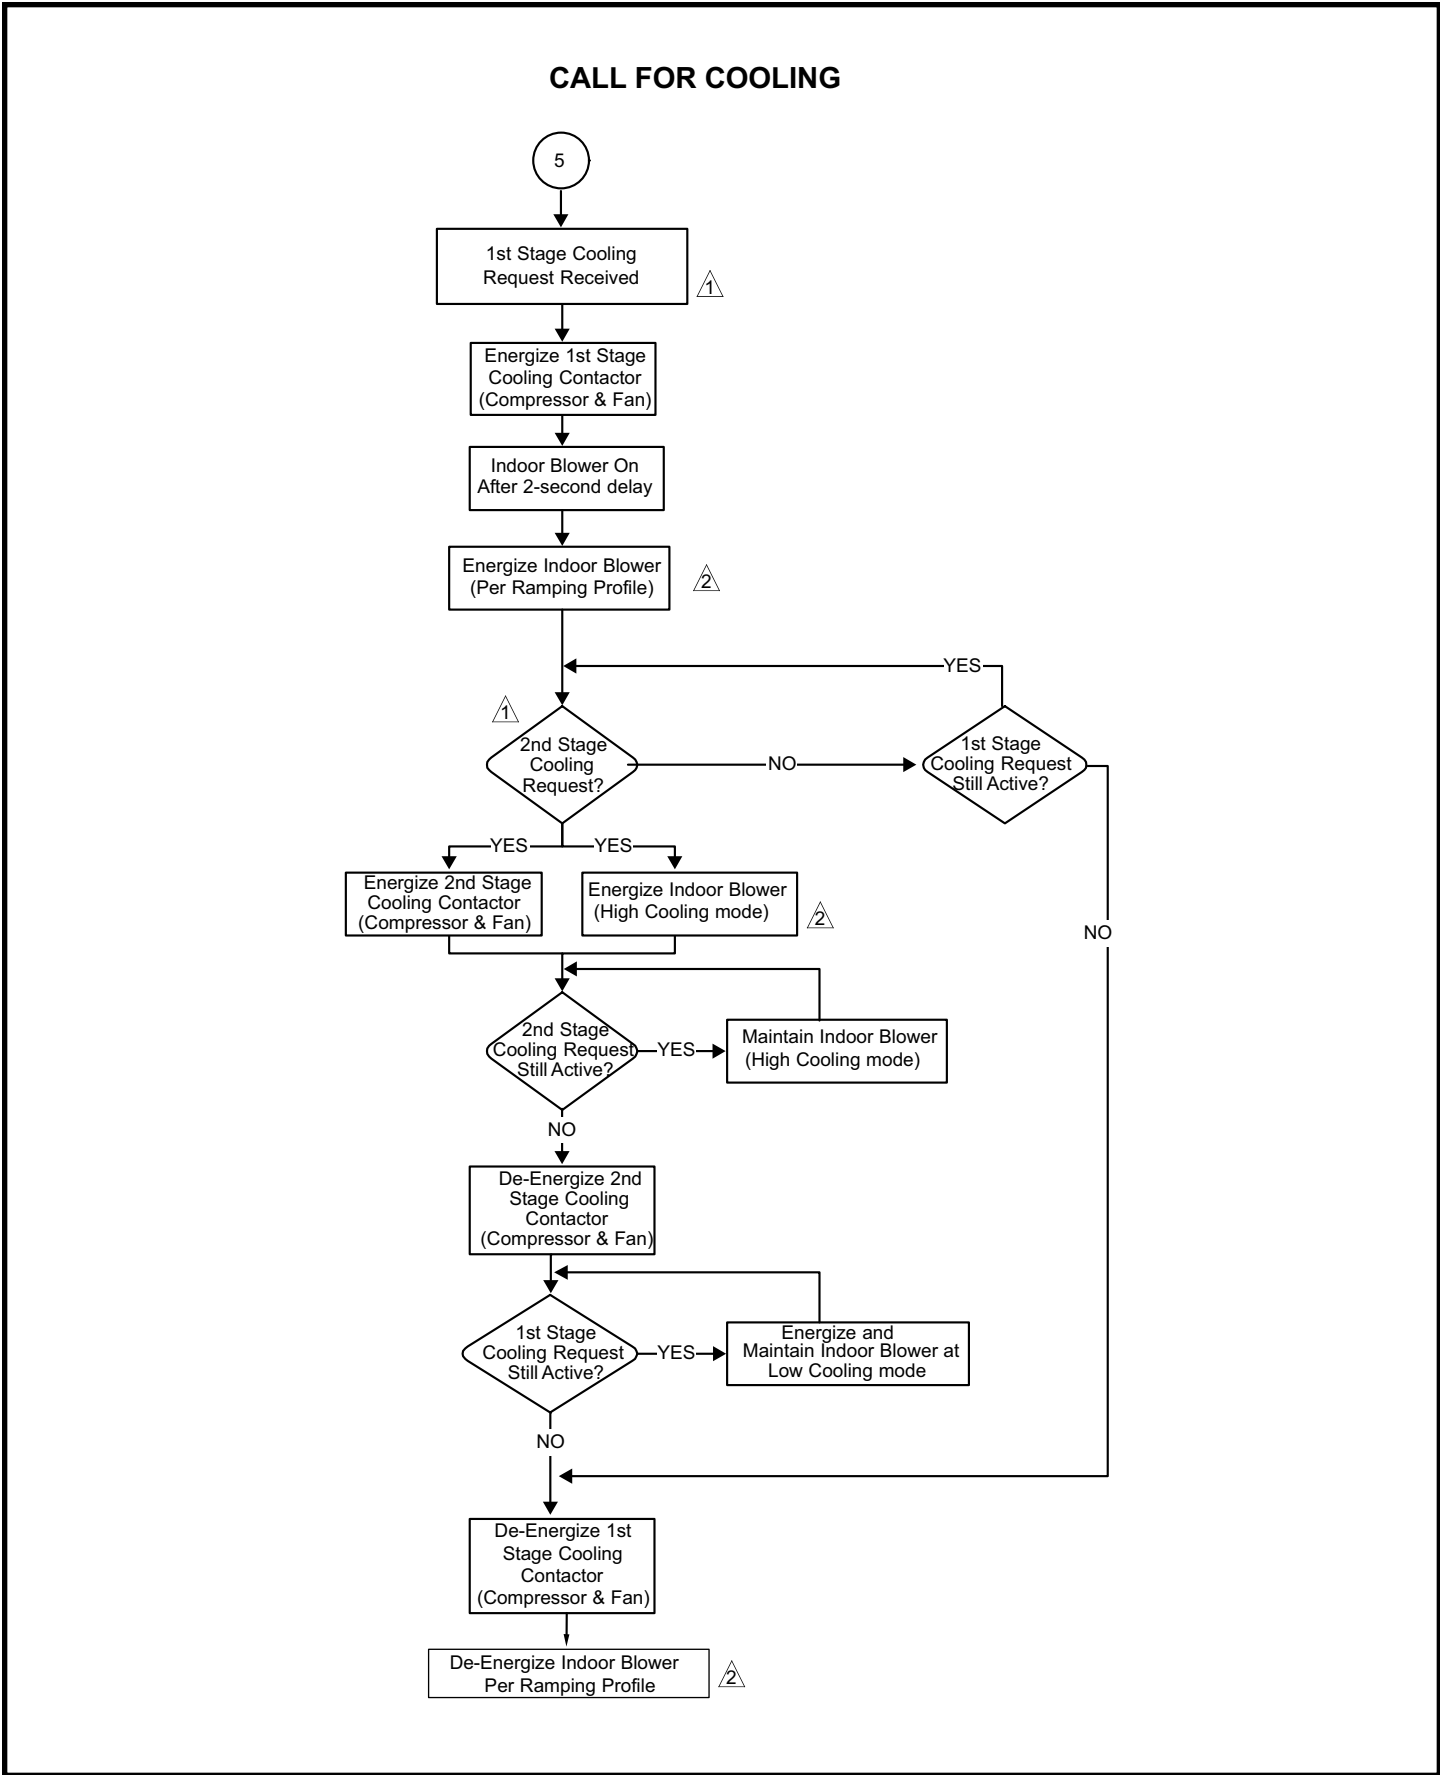 CALL FOR COOLING
5
1st Stage Cooling
Request Received
1
Energize 1st Stage
Cooling Contactor
(Compressor & Fan)
Indoor Blower On
After 2-second delay
Energize Indoor Blower
(Per Ramping Profile)
2
YES
1
2nd Stage
Cooling
Request?
NO
1st Stage
Cooling Request
Still Active?
YES
YES
Energize 2nd Stage
Cooling Contactor
(Compressor & Fan)
Energize Indoor Blower
(High Cooling mode)
2
NO
2nd Stage
Cooling Request
Still Active?
YES
Maintain Indoor Blower
(High Cooling mode)
NO
De-Energize 2nd
Stage Cooling
Contactor
(Compressor & Fan)
1st Stage
Cooling Request
Still Active?
YES
Energize and
Maintain Indoor Blower at
Low Cooling mode
NO
De-Energize 1st
Stage Cooling
Contactor
(Compressor & Fan)
De-Energize Indoor Blower
Per Ramping Profile
2